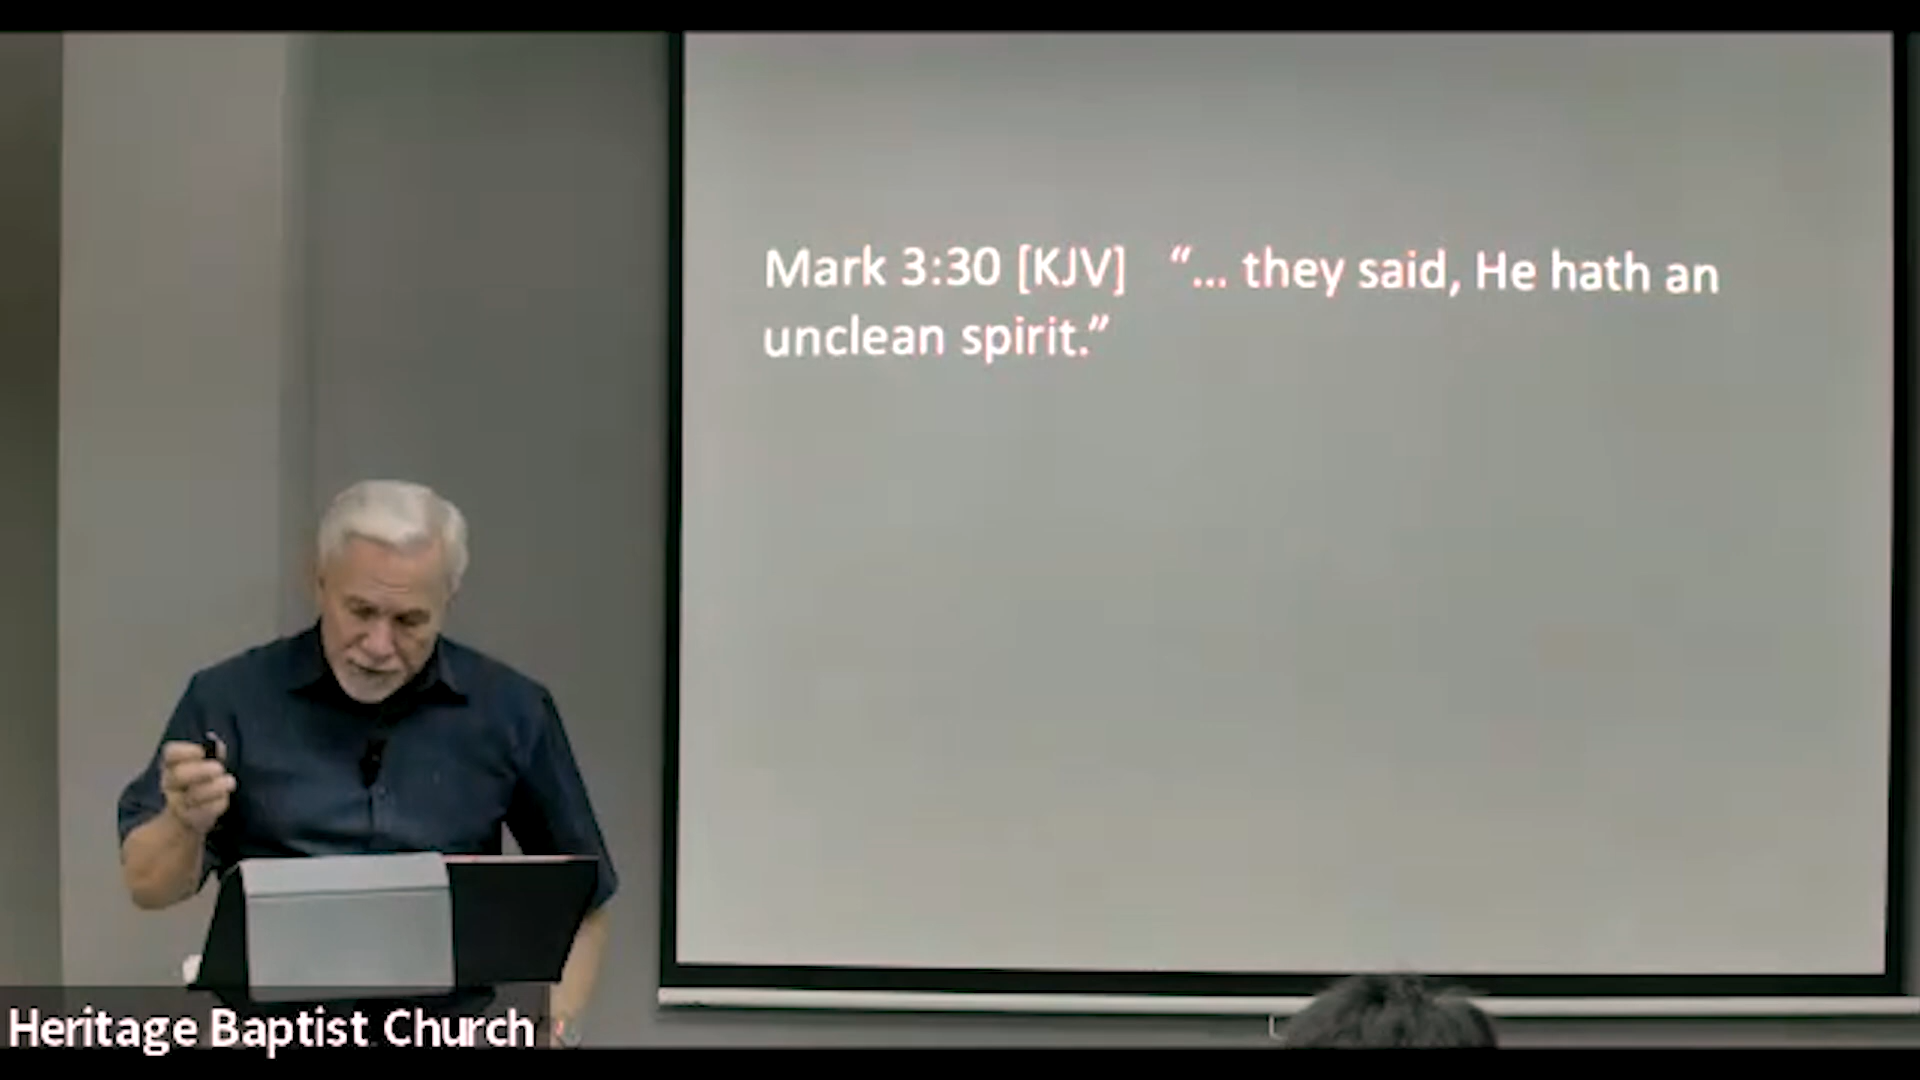 Mark 3:30 [KJV] “... they said, He hath an
unclean spirit.”
Heritage Baptist Church